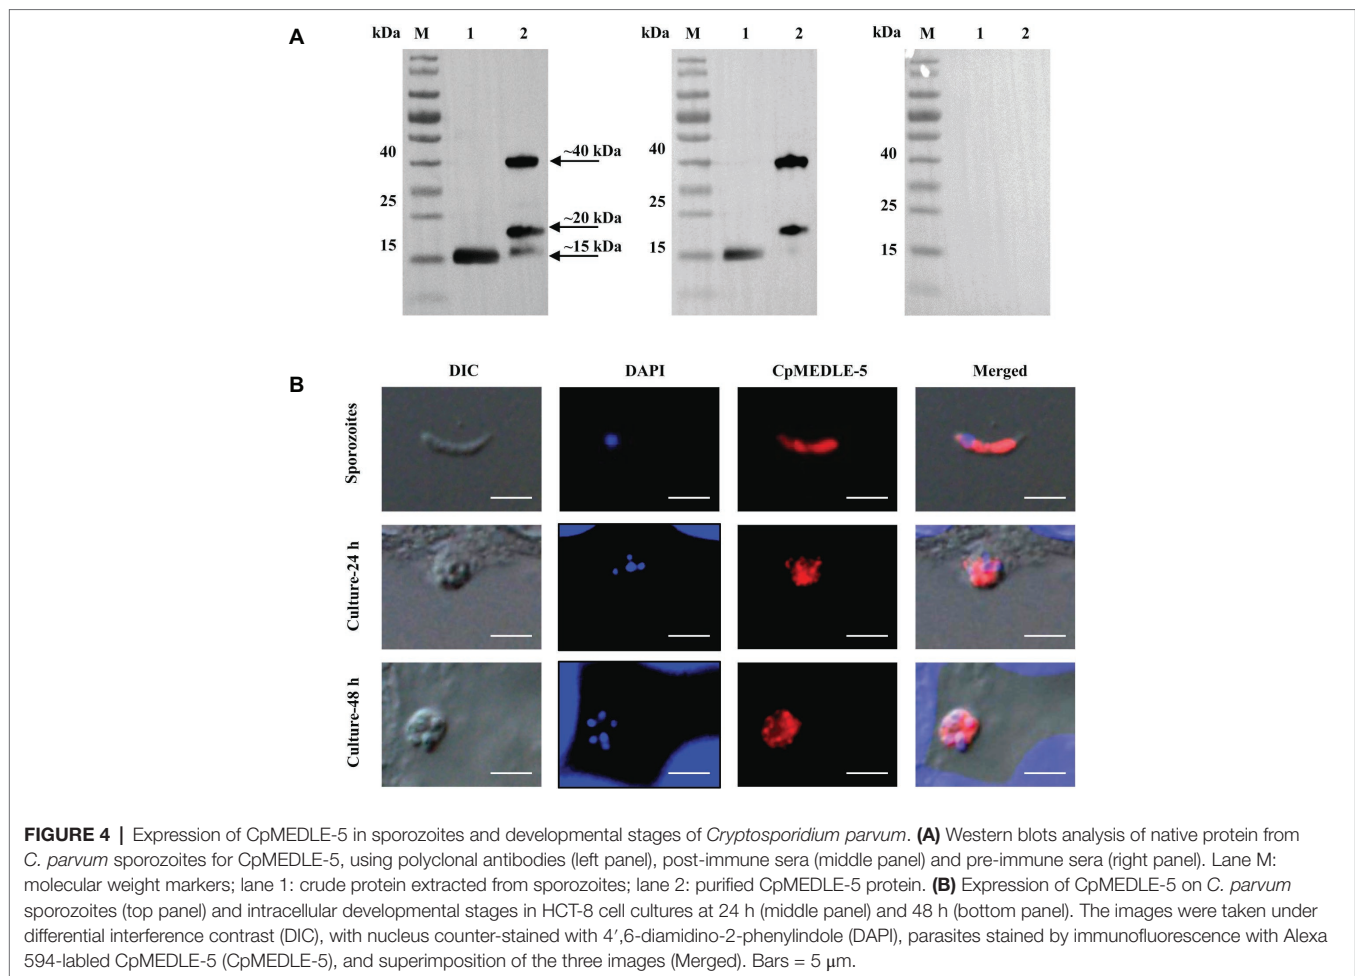 A
kDa M 1 2
40
25
15
~40 kDa
~20 kDa
~15 kDa
kDa M 1 2
40
25
15
kDa M 1 2
40
25
15
B
DIC DAPI CpMEDLE-5 Merged
Sporozoites
Culture-24 h
Culture-48 h
FIGURE 4 | Expression of CpMEDLE-5 in sporozoites and developmental stages of Cryptosporidium parvum. (A) Western blots analysis of native protein from
C. parvum sporozoites for CpMEDLE-5, using polyclonal antibodies (left panel), post-immune sera (middle panel) and pre-immune sera (right panel). Lane M:
molecular weight markers; lane 1: crude protein extracted from sporozoites; lane 2: purified CpMEDLE-5 protein. (B) Expression of CpMEDLE-5 on C. parvum
sporozoites (top panel) and intracellular developmental stages in HCT-8 cell cultures at 24 h (middle panel) and 48 h (bottom panel). The images were taken under
differential interference contrast (DIC), with nucleus counter-stained with 4′,6-diamidino-2-phenylindole (DAPI), parasites stained by immunofluorescence with Alexa
594-labled CpMEDLE-5 (CpMEDLE-5), and superimposition of the three images (Merged). Bars = 5 μm.